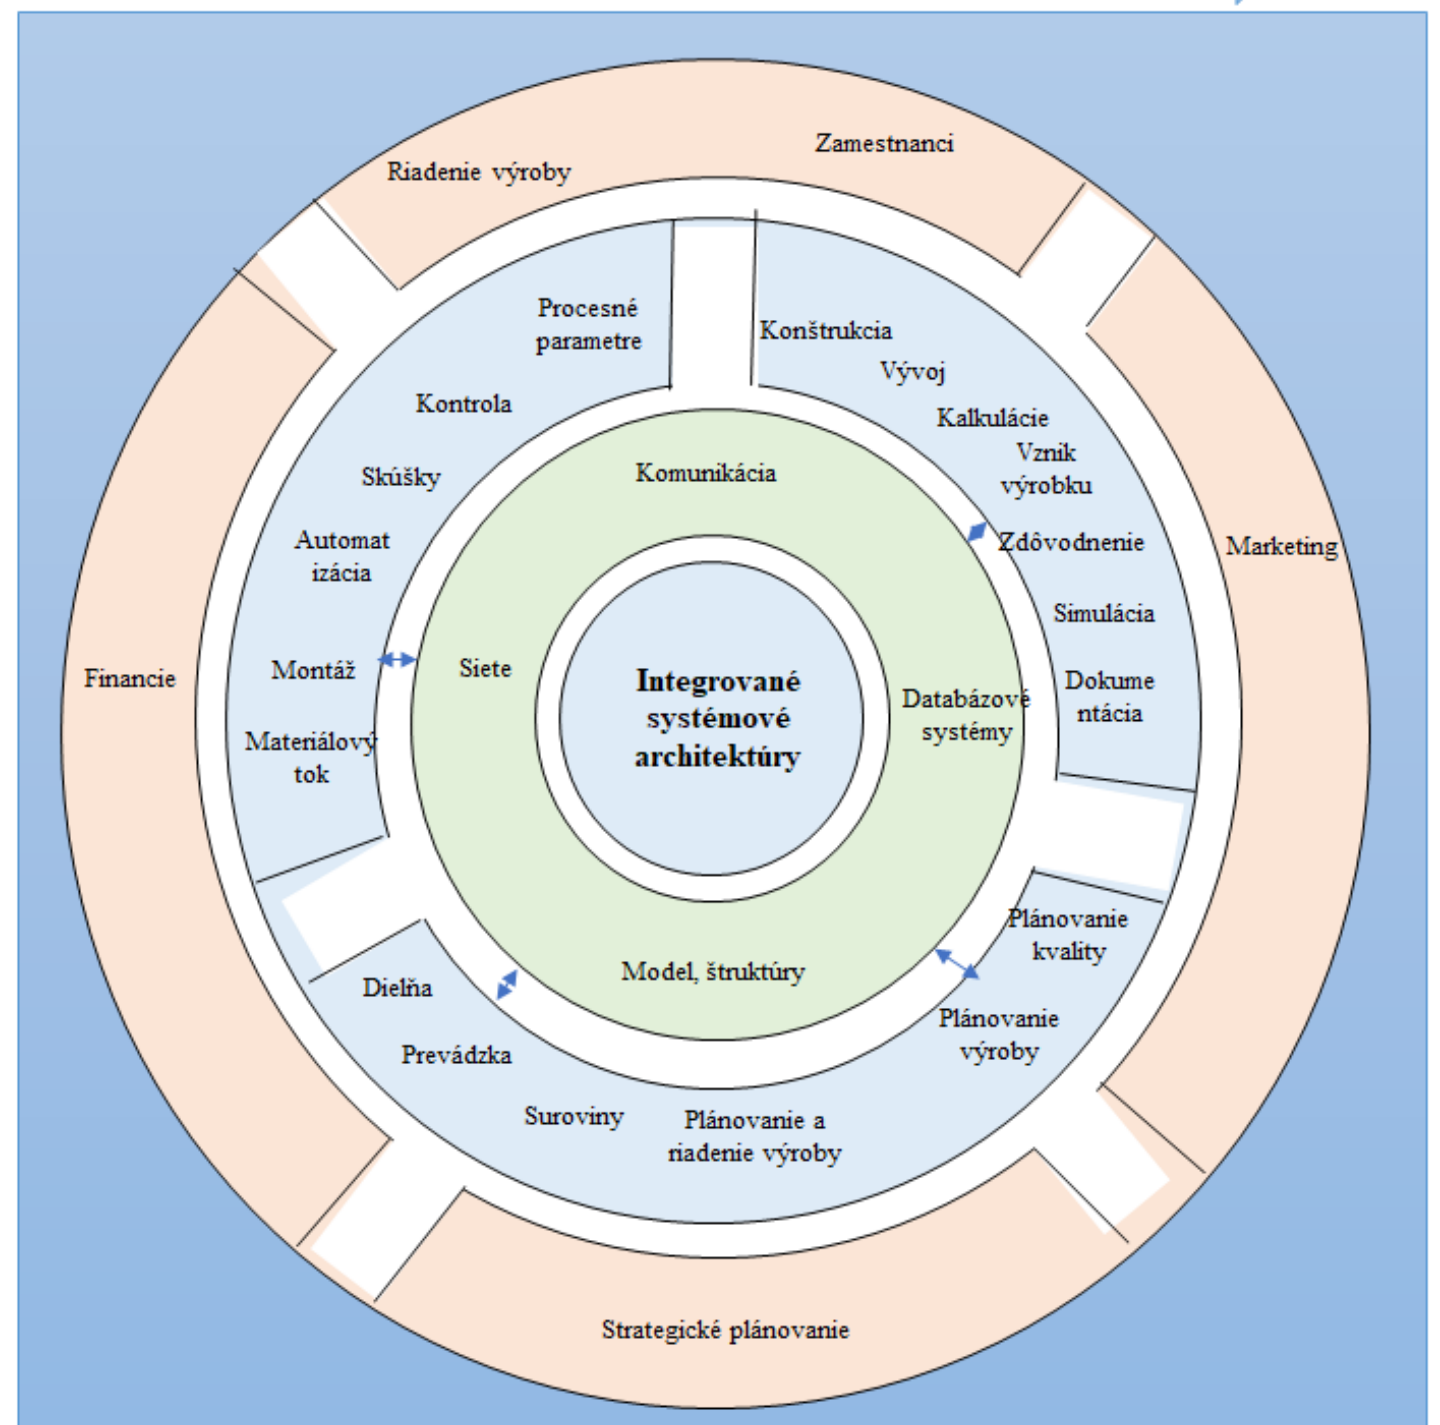 Zamestnanci
Riadenie výroby
Procesné
parametre
Konštrukcia
Vývoj
Kontrola
Kalkulácie
Vznik
výrobku
Komunikácia
Skúšky
Automat
izácia
Zdôvodnenie
Marketing
Simulácia
Montáž
Siete
Financie
Integrované
systémové
architektúry
Databázové
systémy
Dokume
ntácia
Materiálový
tok
Plánovanie
kvality
Model, štruktúry
Dielňa
Plánovanie
výroby
Prevádzka
Suroviny
Plánovanie a
riadenie výroby
Strategické plánovanie